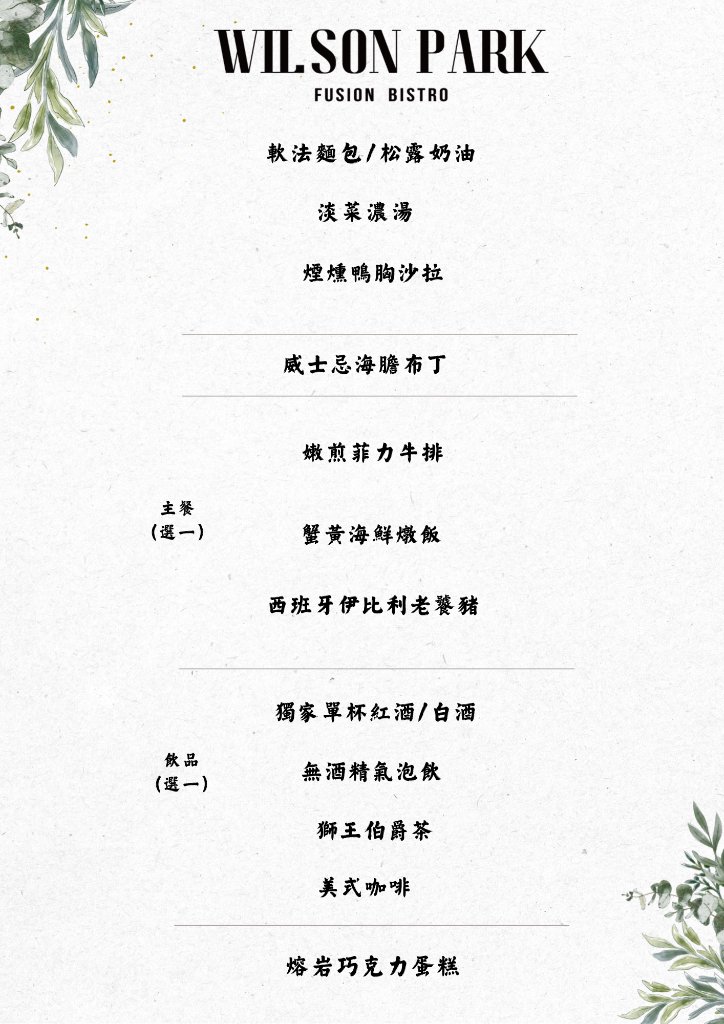 WILSON PARK
FUSION BISTRO
軟法麵包/松露奶油
淡菜濃湯
煙燻鴨胸沙拉
威士忌海膽布丁
嫩煎菲力牛排
主餐
(選一)
蟹黃海鮮燉飯
西班牙伊比利老饕豬
獨家單杯紅酒/白酒
飲品
(選一)
無酒精氣泡飲
獅王伯爵茶
美式咖啡
熔岩巧克力蛋糕